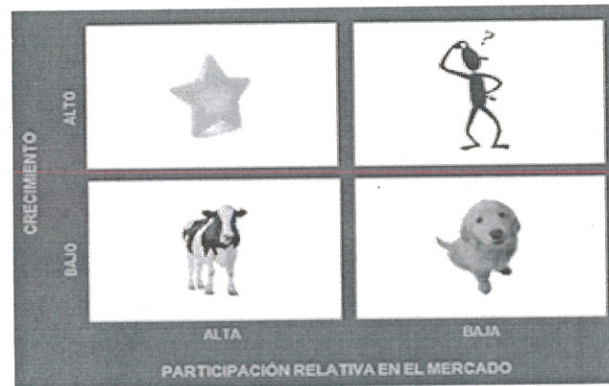 ?
CRECIMIENTO
ALTO
BAJO
ALTA
BAJA
PARTICIPACIÓN RELATIVA EN EL MERCADO